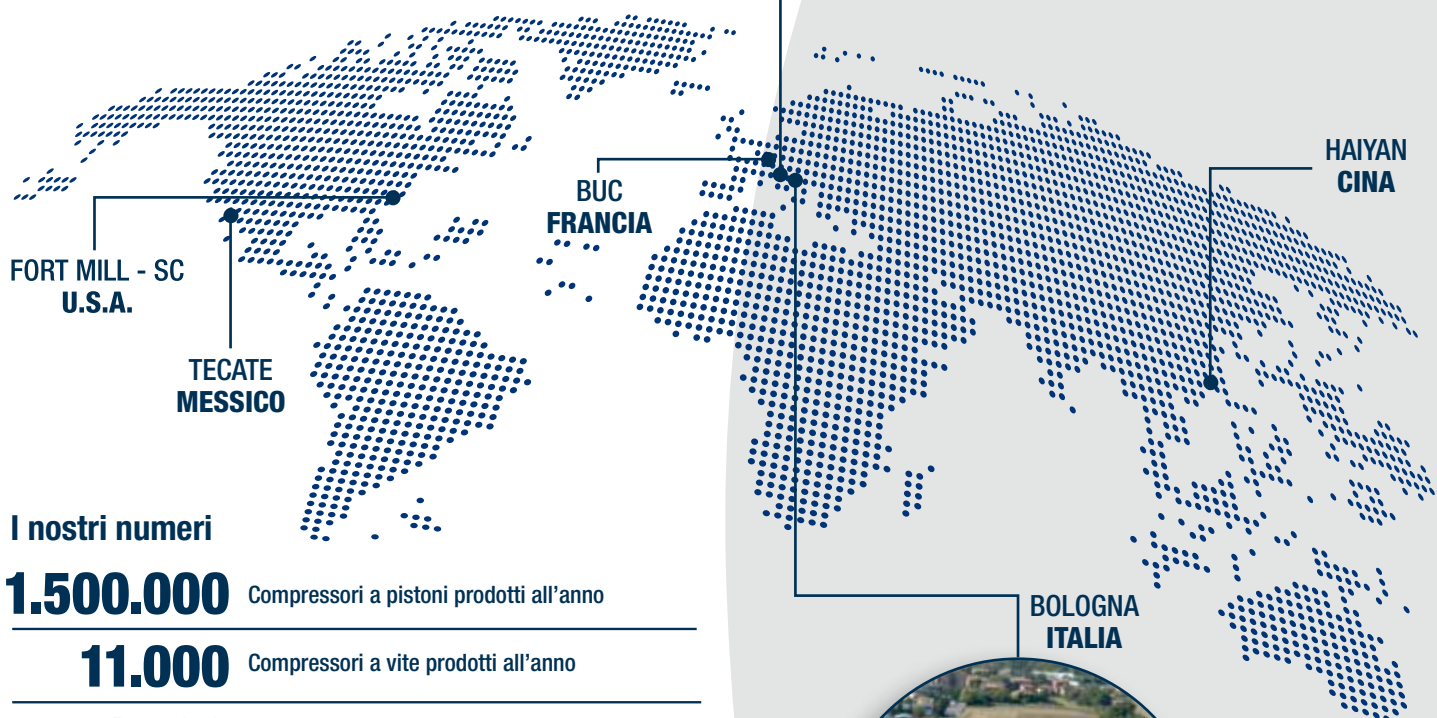 HAIYAN
CINA
BUC
FRANCIA
FORT MILL - SC
U.S.A.
TECATE
MESSICO
I nostri numeri
1.500.000 Compressori a pistoni prodotti all'anno
11.000 Compressori a vite prodotti all'anno
BOLOGNA
ITALIA